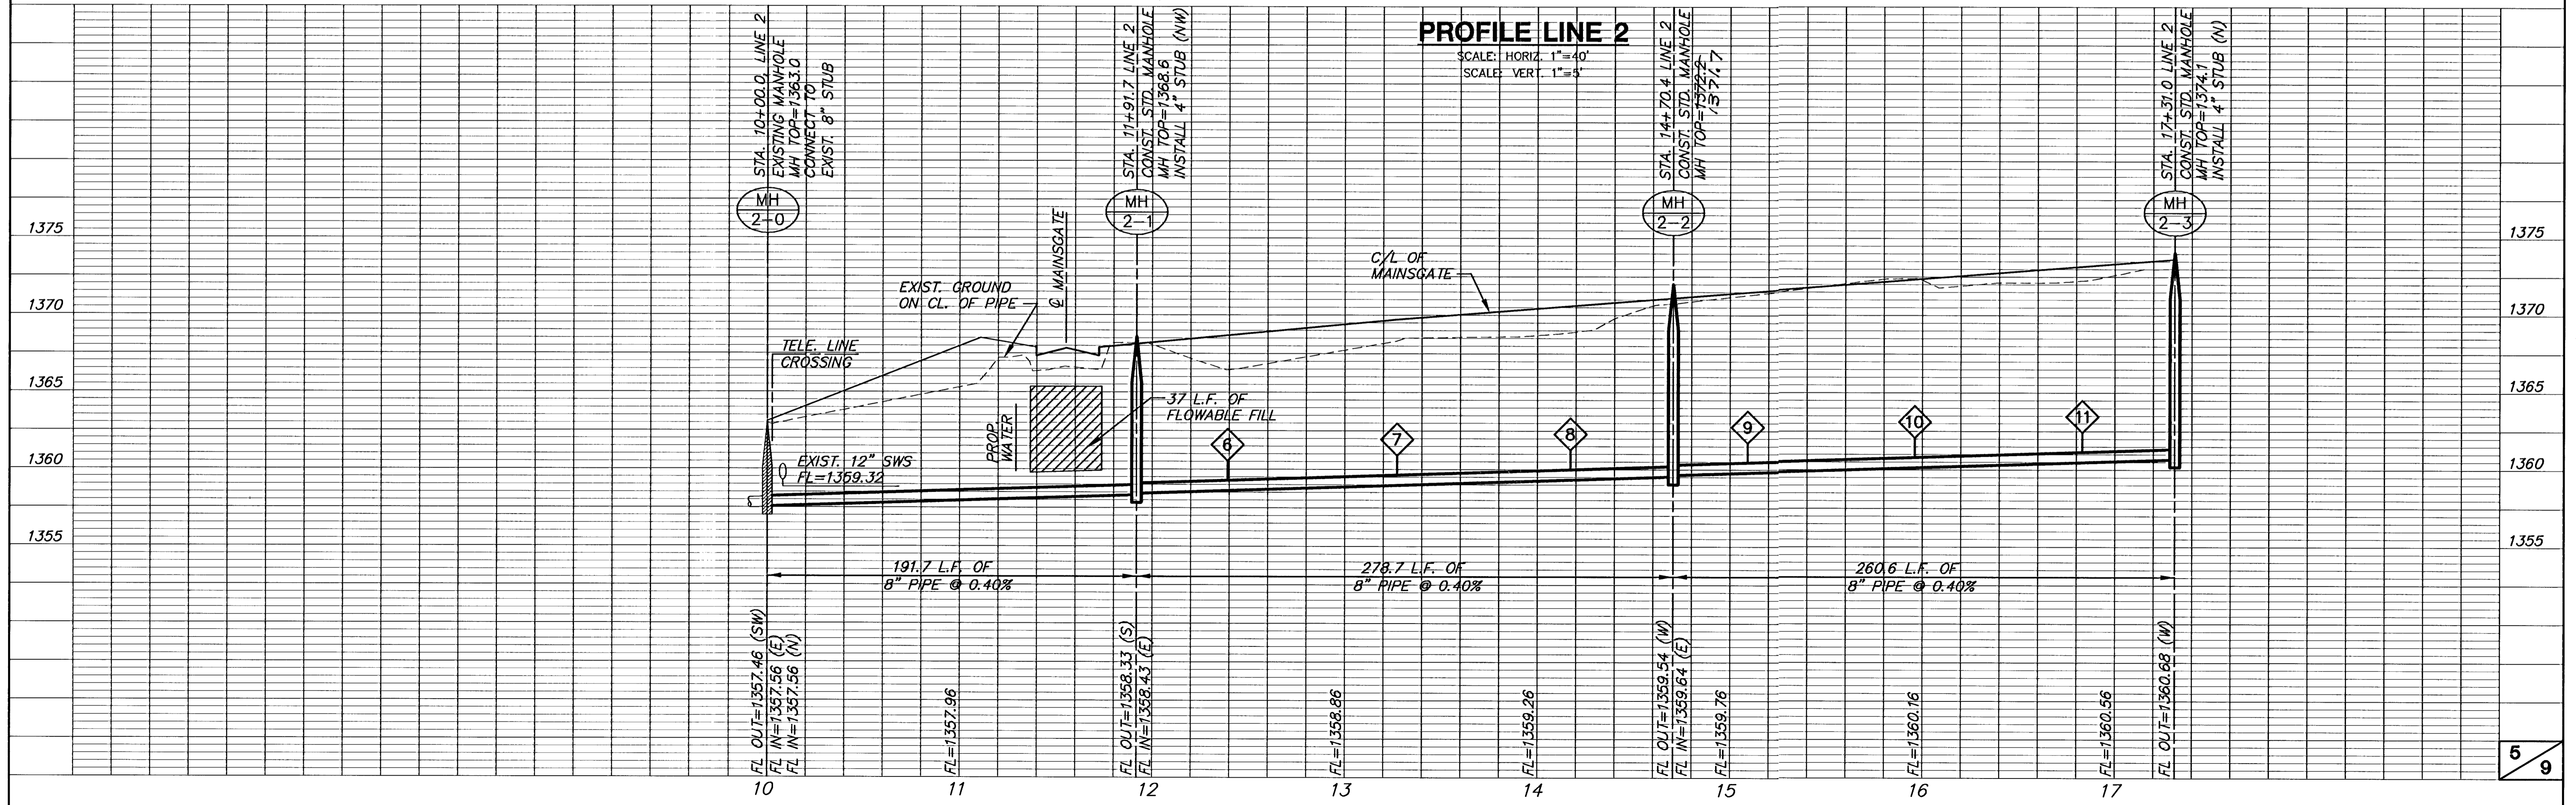 PROFILE LINE 2
SCALE: HORIZ. 1"=40'
SCALE: VERT. 1"=5'
STA. 10+00.0, LINE 2
EXISTING MANHOLE
MH TOP=1363.0
CONNECT TO
EXIST. 8" STUB
STA. 11+91.7 LINE 2
CONST. STD. MANHOLE
MH TOP=1368.6
INSTALL 4" STUB (NW)
STA. 14+70.4 LINE 2
CONST. STD. MANHOLE
MH TOP=1372.2
1371.7
STA. 17+31.0 LINE 2
CONST. STD. MANHOLE
MH TOP=1374.1
INSTALL 4" STUB (N)
MH
2-0
MH
2-1
MH
2-2
MH
2-3
1375
1370
1365
1360
1355
1375
1370
1365
1360
1355
EXIST. GROUND
ON CL. OF PIPE
℄ MAINSGATE
C/L OF
MAINSGATE
TELE. LINE
CROSSING
PROP.
WATER
37 L.F. OF
FLOWABLE FILL
EXIST. 12" SWS
FL=1359.32
6
7
8
9
10
11
191.7 L.F. OF
8" PIPE @ 0.40%
278.7 L.F. OF
8" PIPE @ 0.40%
260.6 L.F. OF
8" PIPE @ 0.40%
FL OUT=1357.46 (SW)
FL IN=1357.56 (E)
FL IN=1357.56 (N)
FL=1357.96
FL OUT=1358.33 (S)
FL IN=1358.43 (E)
FL=1358.86
FL=1359.26
FL OUT=1359.54 (W)
FL IN=1359.64 (E)
FL=1359.76
FL=1360.16
FL=1360.56
FL OUT=1360.68 (W)
10
11
12
13
14
15
16
17
5
9